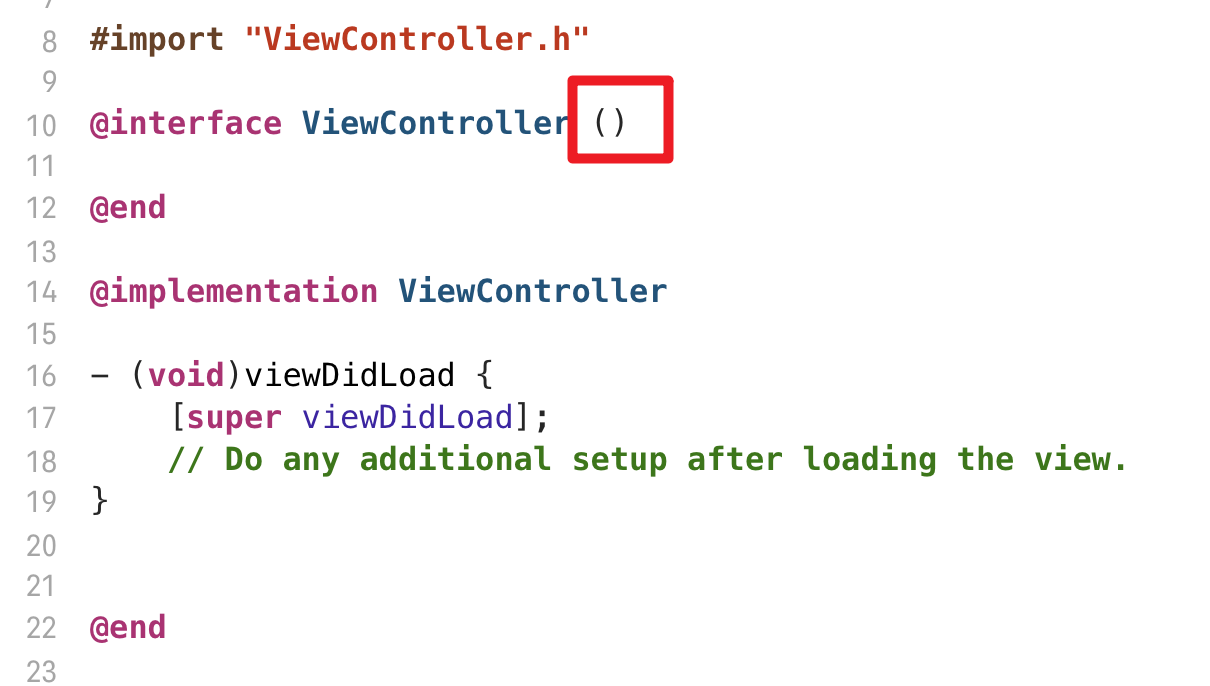 8 #import "ViewController.h"
9
10 @interface ViewController ()
11
12 @end
13
14 @implementation ViewController
15
16 - (void)viewDidLoad {
17 [super viewDidLoad];
18 // Do any additional setup after loading the view.
19 }
20
21
22 @end
23